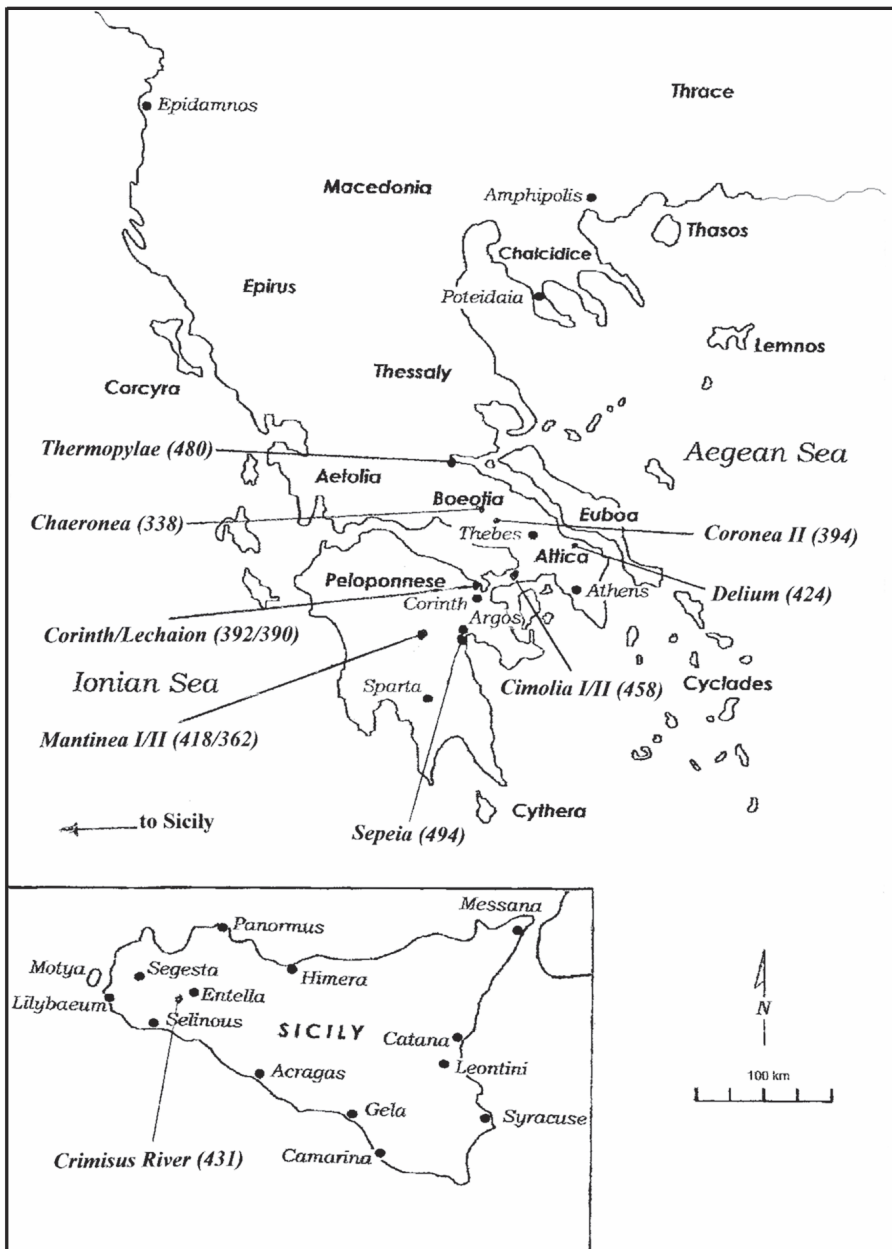 Thrace
Epidamnos
Macedonia
Amphipolis
Thasos
Chalcidice
Epirus
Poteidaia
Lemnos
Corcyra
Thessaly
Thermopylae (480)
Aegean Sea
Aetolia
Boeotia
Chaeronea (338)
Euboa
Thebes
Coronea II (394)
Attica
Peloponnese
Athens
Delium (424)
Corinth
Argos
Corinth/Lechaion (392/390)
Ionian Sea
Sparta
Cimolia I/II (458)
Cyclades
Mantinea I/II (418/362)
Cythera
to Sicily
Sepeia (494)
Messana
Panormus
Motya
Segesta
Himera
Entella
Lilybaeum
Selinous
SICILY
Catana
Leontini
Acragas
Gela
Syracuse
Camarina
Crimisus River (431)
N
100 km